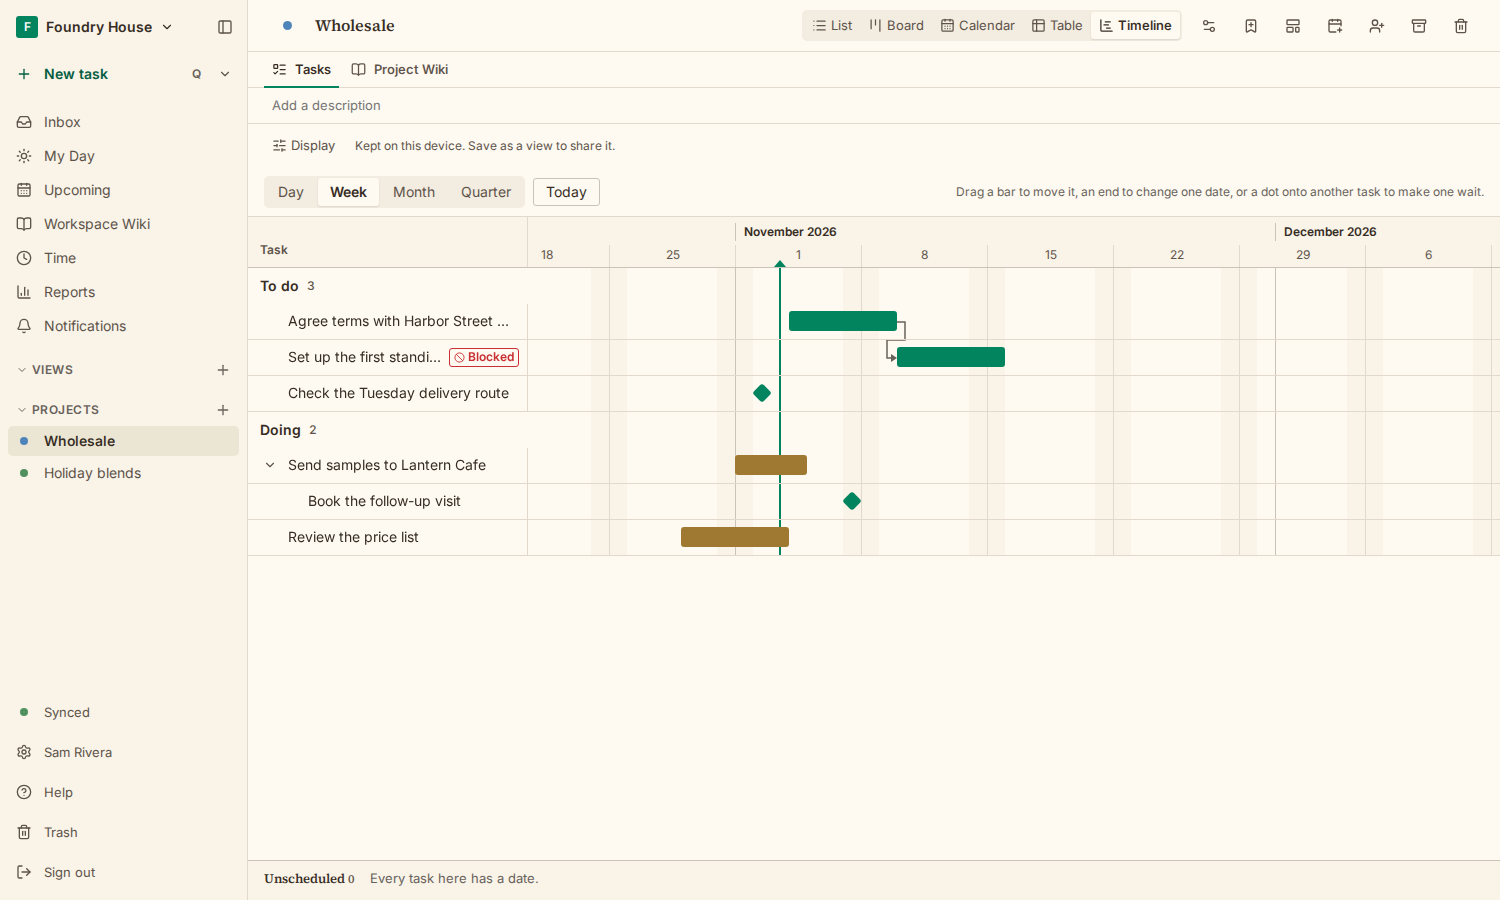 F Foundry House
New task Q
Inbox
My Day
Upcoming
Workspace Wiki
Time
Reports
Notifications
VIEWS
PROJECTS
Wholesale
Holiday blends
Synced
Sam Rivera
Help
Trash
Sign out
Wholesale
List Board Calendar Table Timeline
Tasks Project Wiki
Add a description
Display Kept on this device. Save as a view to share it.
Day Week Month Quarter Today
Drag a bar to move it, an end to change one date, or a dot onto another task to make one wait.
November 2026 December 2026
Task 18 25 1 8 15 22 29 6
To do 3
Agree terms with Harbor Street ...
Set up the first standi... Blocked
Check the Tuesday delivery route
Doing 2
Send samples to Lantern Cafe
Book the follow-up visit
Review the price list
Unscheduled 0 Every task here has a date.